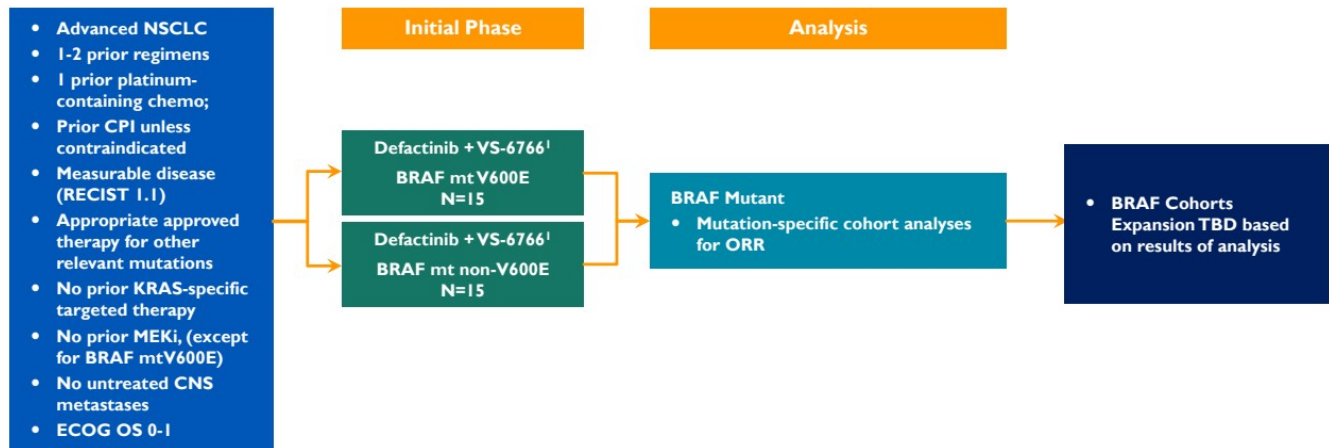 • Advanced NSCLC
• 1-2 prior regimens
• 1 prior platinum-
containing chemo;
• Prior CPI unless
contraindicated
• Measurable disease
(RECIST 1.1)
• Appropriate approved
therapy for other
relevant mutations
• No prior KRAS-specific
targeted therapy
• No prior MEKi, (except
for BRAF mtV600E)
• No untreated CNS
metastases
• ECOG OS 0-1
Initial Phase
Defactinib + VS-6766¹
BRAF mt V600E
N=15
Defactinib + VS-6766¹
BRAF mt non-V600E
N=15
Analysis
BRAF Mutant
• Mutation-specific cohort analyses
for ORR
• BRAF Cohorts
Expansion TBD based
on results of analysis